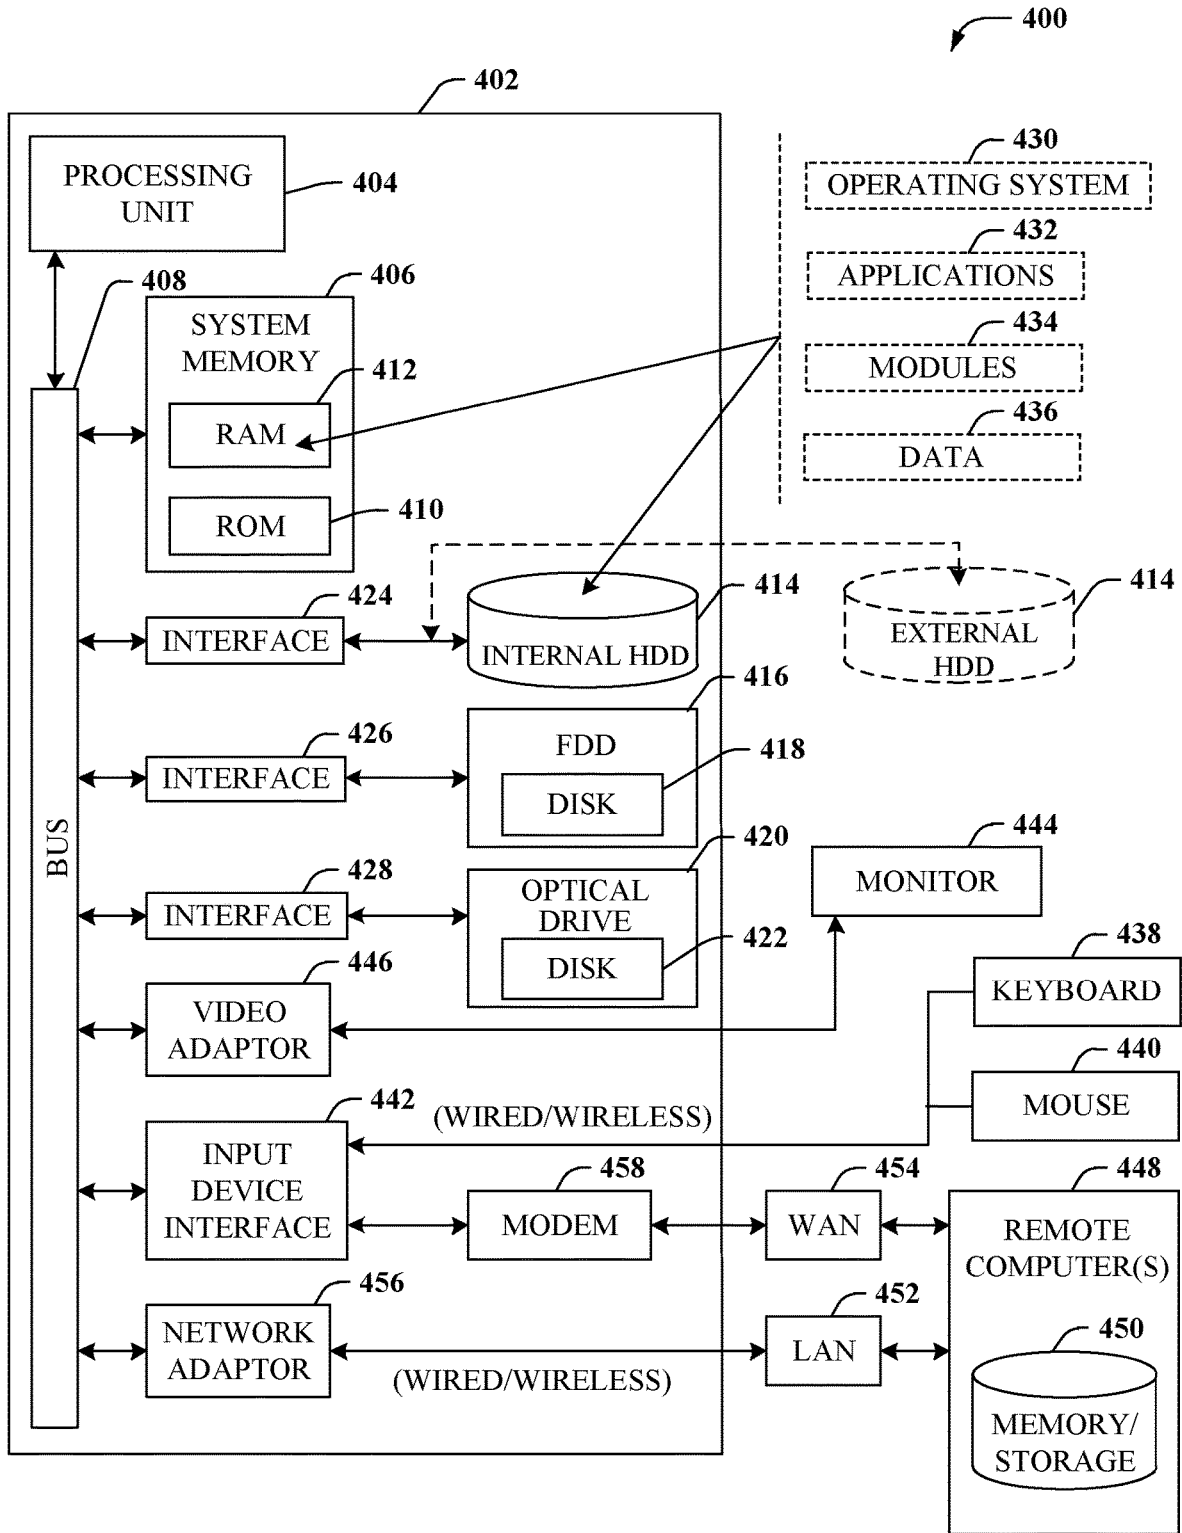 400
402
PROCESSING
UNIT
404
430
OPERATING SYSTEM
432
APPLICATIONS
434
MODULES
436
DATA
408
406
SYSTEM
MEMORY
412
RAM
410
ROM
BUS
424
INTERFACE
414
INTERNAL HDD
414
EXTERNAL
HDD
426
INTERFACE
416
FDD
418
DISK
428
INTERFACE
420
OPTICAL
DRIVE
422
DISK
444
MONITOR
446
VIDEO
ADAPTOR
438
KEYBOARD
440
MOUSE
442
INPUT
DEVICE
INTERFACE
(WIRED/WIRELESS)
458
MODEM
454
WAN
448
REMOTE
COMPUTER(S)
456
NETWORK
ADAPTOR
(WIRED/WIRELESS)
452
LAN
450
MEMORY/
STORAGE